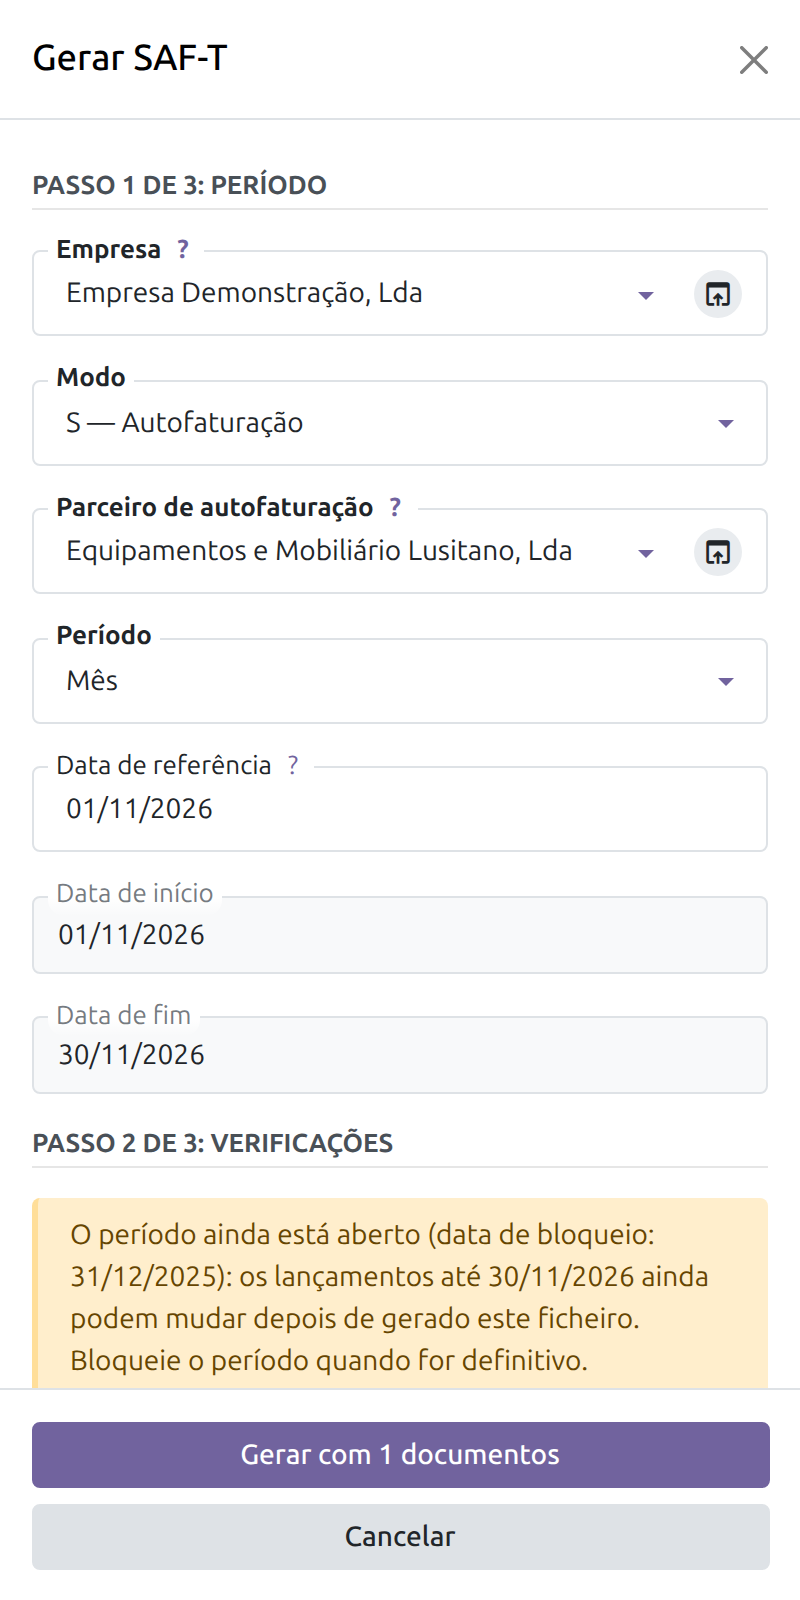 Gerar SAF-T
PASSO 1 DE 3: PERÍODO
Empresa ?
Empresa Demonstração, Lda
Modo
S — Autofaturação
Parceiro de autofaturação ?
Equipamentos e Mobiliário Lusitano, Lda
Período
Mês
Data de referência ?
01/11/2026
Data de início
01/11/2026
Data de fim
30/11/2026
PASSO 2 DE 3: VERIFICAÇÕES
O período ainda está aberto (data de bloqueio:
31/12/2025): os lançamentos até 30/11/2026 ainda
podem mudar depois de gerado este ficheiro.
Bloqueie o período quando for definitivo.
Gerar com 1 documentos
Cancelar